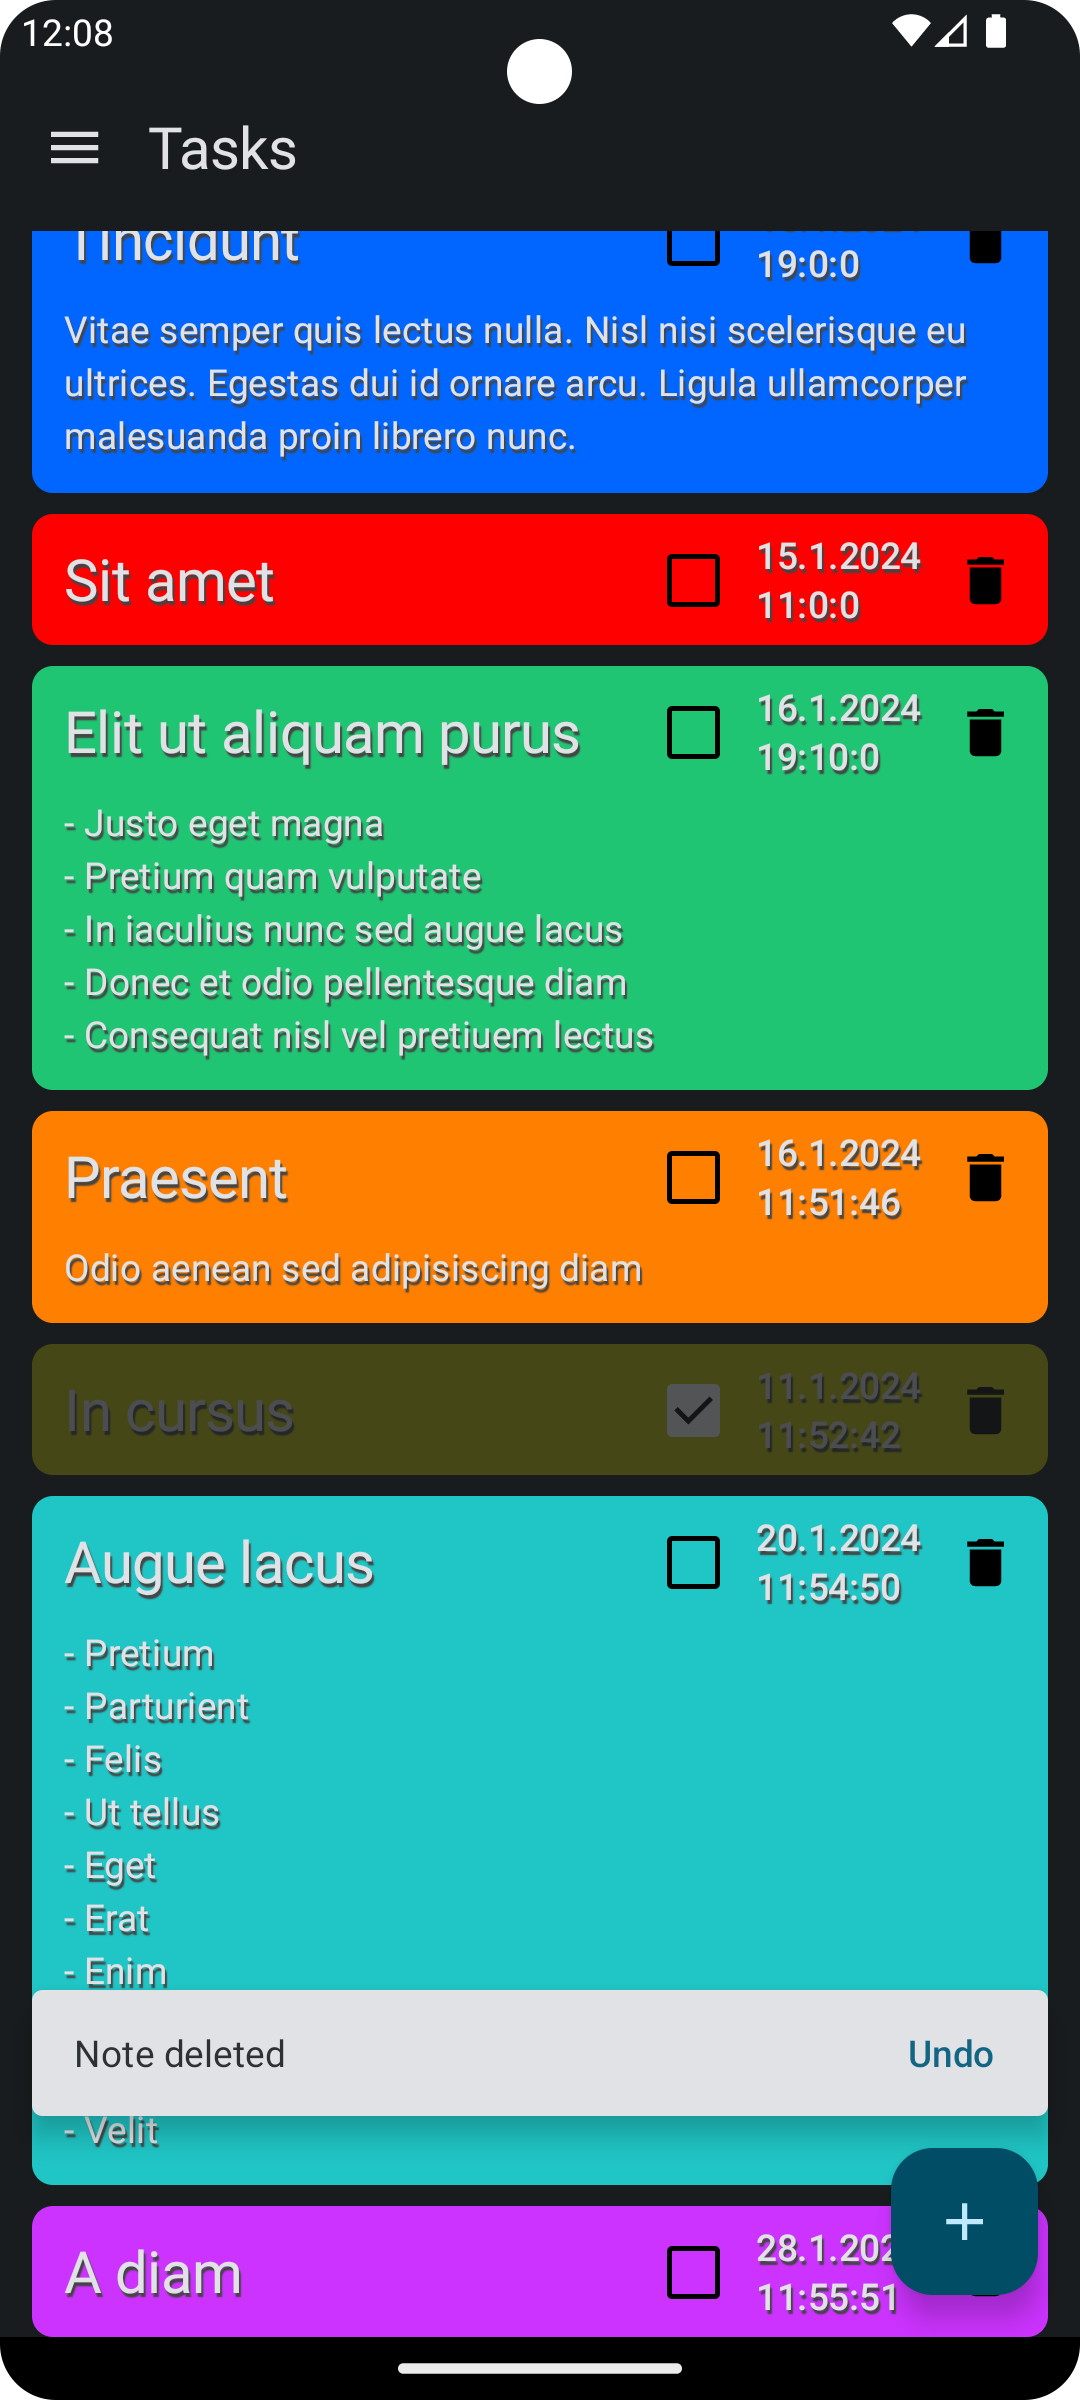 12:08
Tasks
Tincidunt
19:0:0
Vitae semper quis lectus nulla. Nisl nisi scelerisque eu
ultrices. Egestas dui id ornare arcu. Ligula ullamcorper
malesuanda proin librero nunc.
Sit amet
15.1.2024
11:0:0
Elit ut aliquam purus
16.1.2024
19:10:0
- Justo eget magna
- Pretium quam vulputate
- In iaculius nunc sed augue lacus
- Donec et odio pellentesque diam
- Consequat nisl vel pretiuem lectus
Praesent
16.1.2024
11:51:46
Odio aenean sed adipisiscing diam
In cursus
11.1.2024
11:52:42
Augue lacus
20.1.2024
11:54:50
- Pretium
- Parturient
- Felis
- Ut tellus
- Eget
- Erat
- Enim
Note deleted
Undo
- Velit
A diam
28.1.202
11:55:51